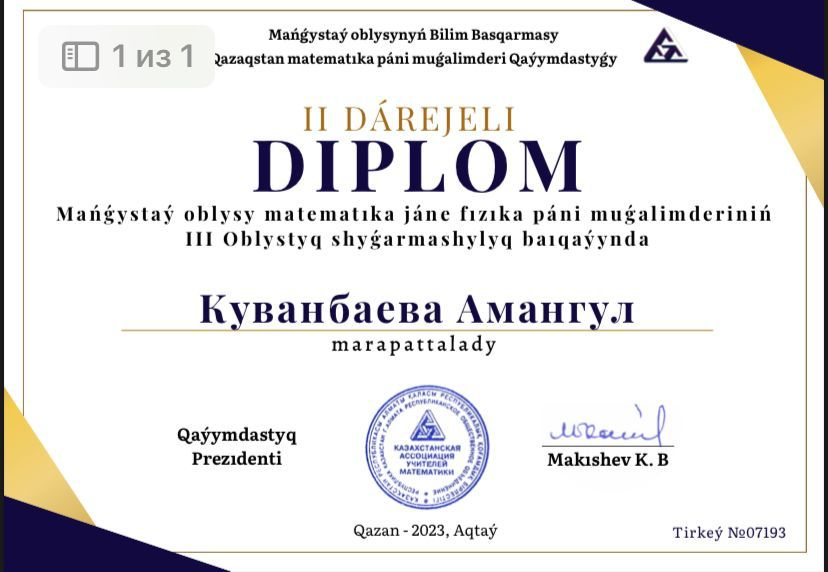 Mańǵystaý oblysynyń Bilim Basqarmasy
1 из 1
Qazaqstan matematıka páni muǵalimderi Qaýymdastyǵy
II DÁREJELI
DIPLOM
Mańǵystaý oblysy matematıka jáne fızıka páni muǵalimderiniń
III Oblystyq shyǵarmashylyq baıqaýynda
Куванбаева Амангул
marapattalady
Qaýymdastyq
Prezıdenti
КАЗАХСТАНСКАЯ
АССОЦИАЦИЯ
УЧИТЕЛЕЙ
МАТЕМАТИКИ
Makıshev K. B
Qazan - 2023, Aqtaý
Tirkeý №07193